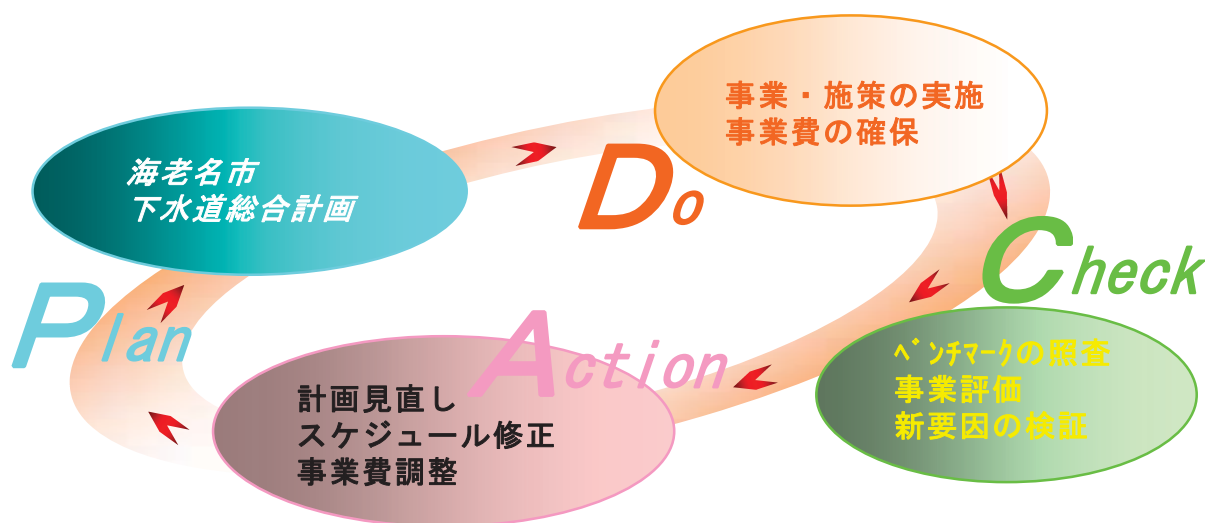 Plan
海老名市
下水道総合計画
Do
事業・施策の実施
事業費の確保
Check
ﾍﾞﾝﾁﾏｰｸの照査
事業評価
新要因の検証
Action
計画見直し
スケジュール修正
事業費調整